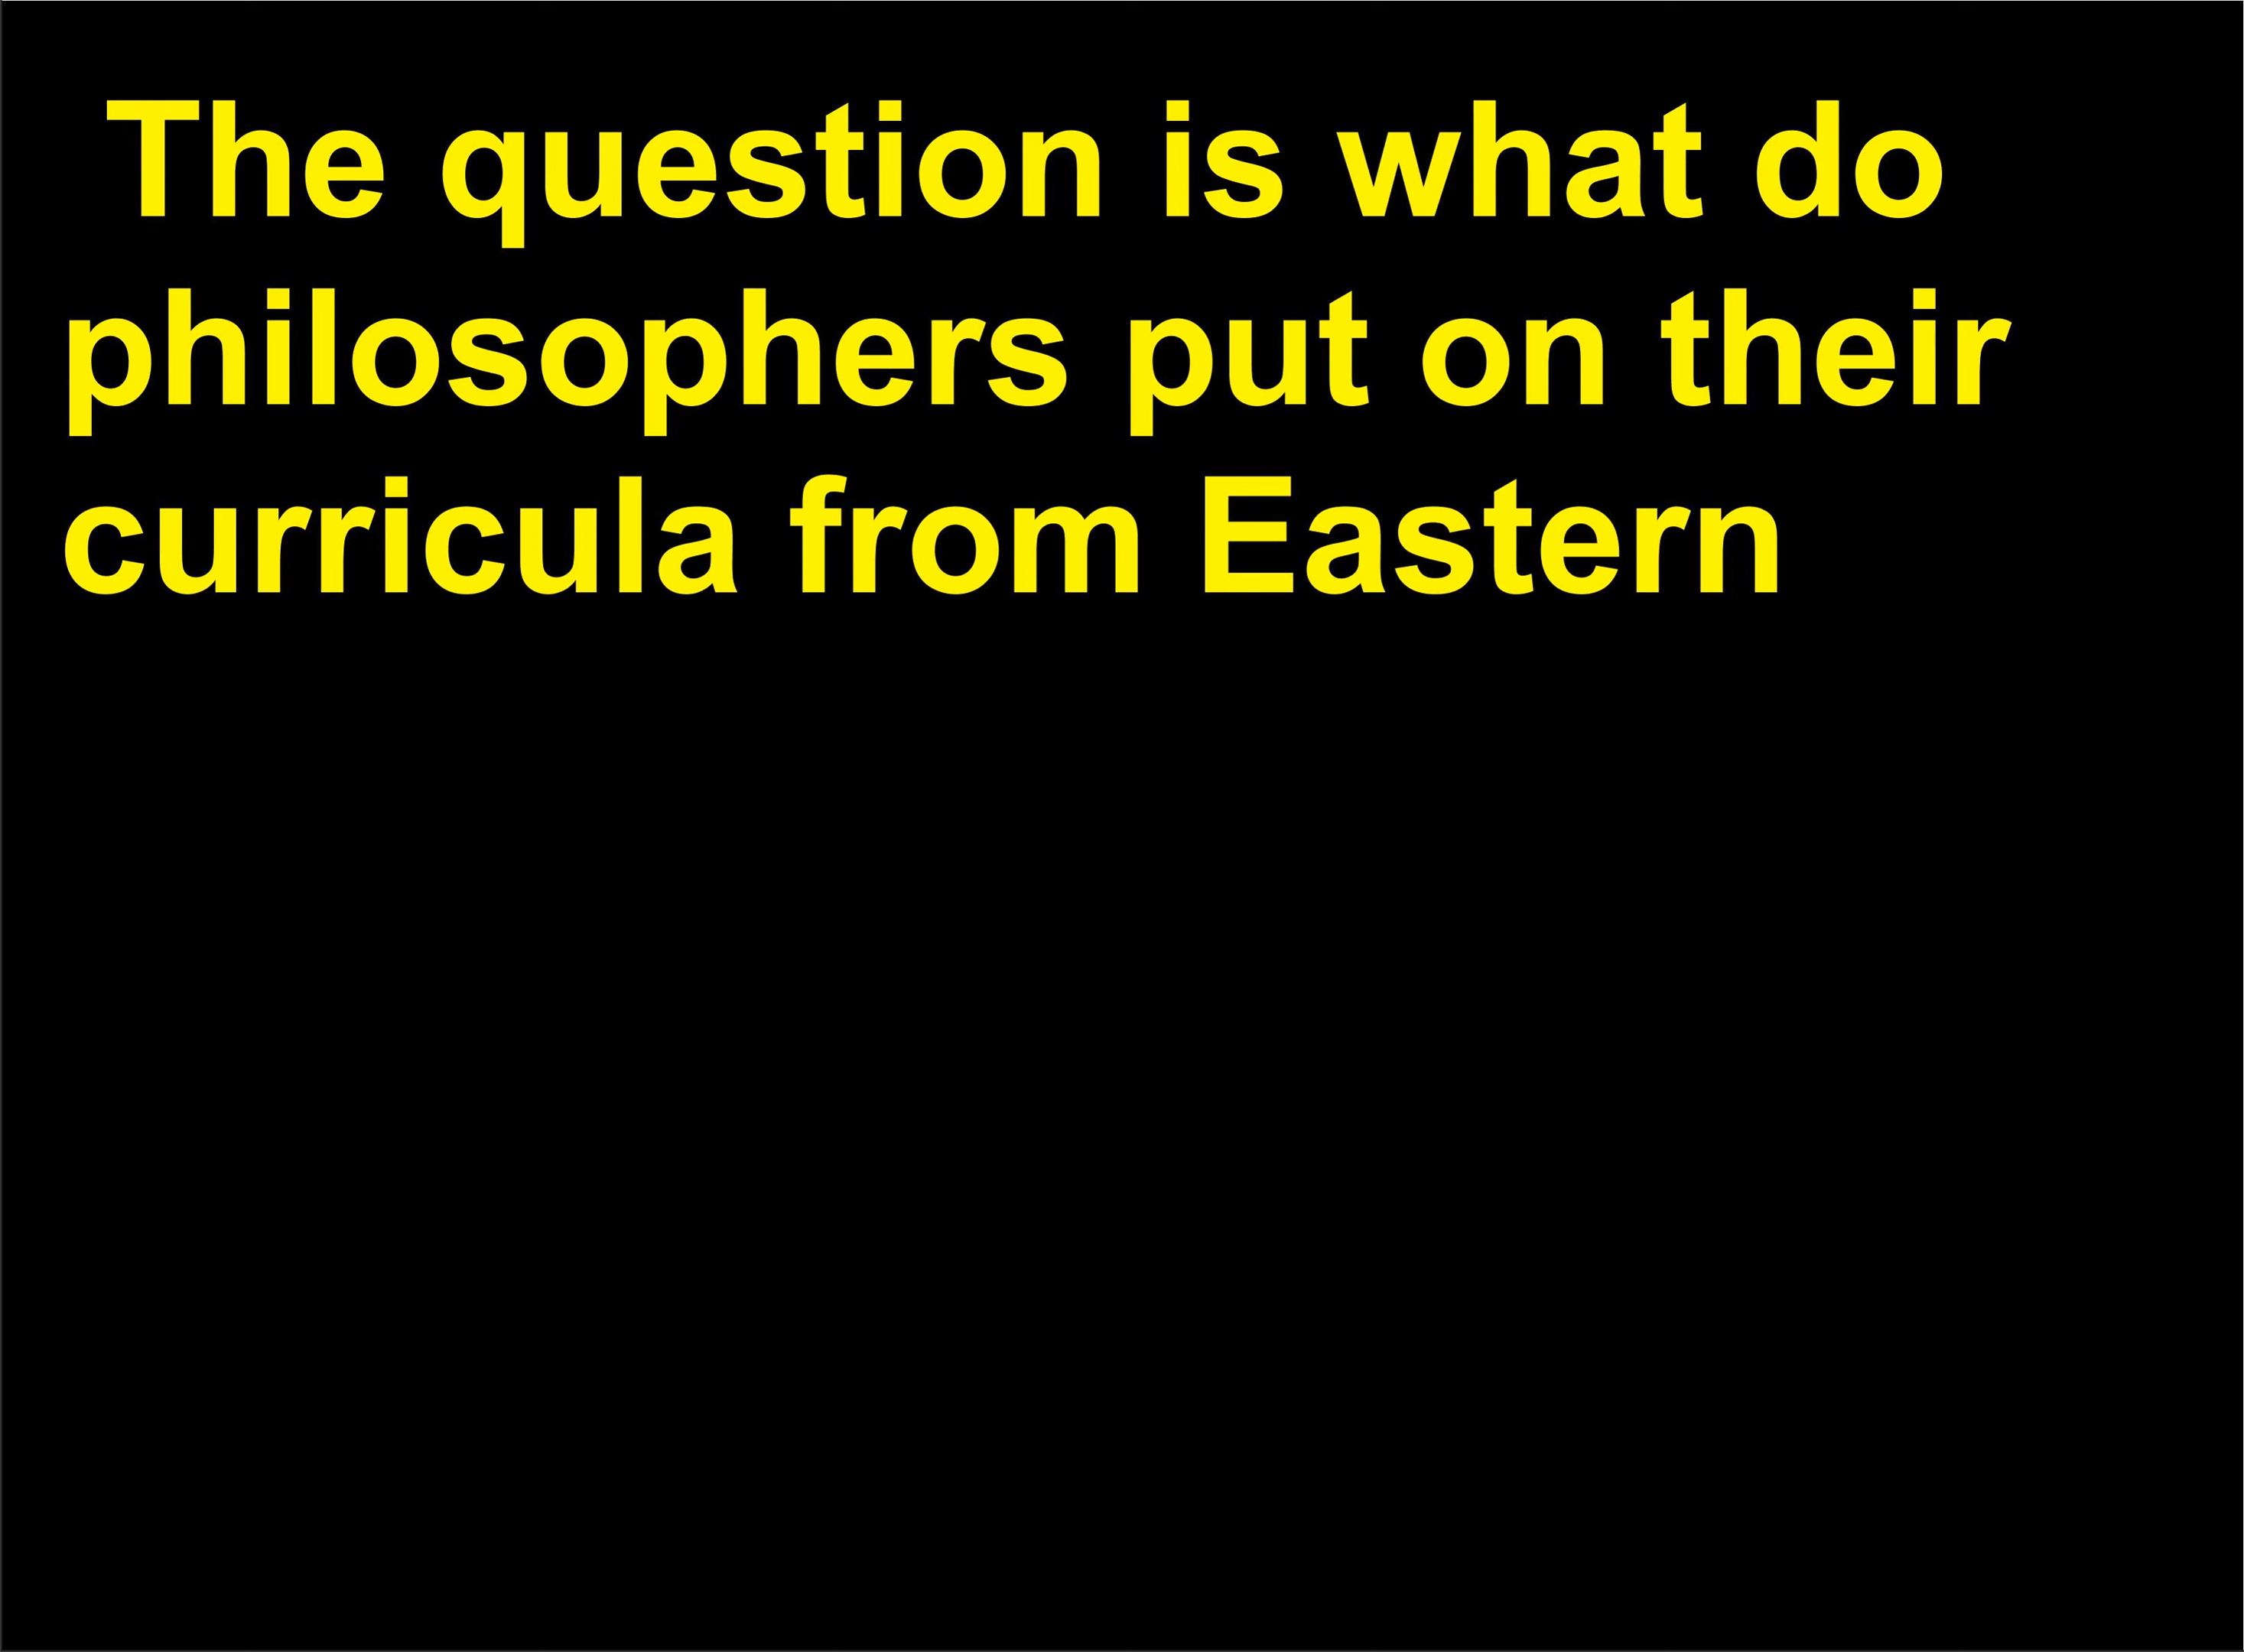 The question is what do
philosophers put on their
curricula from Eastern